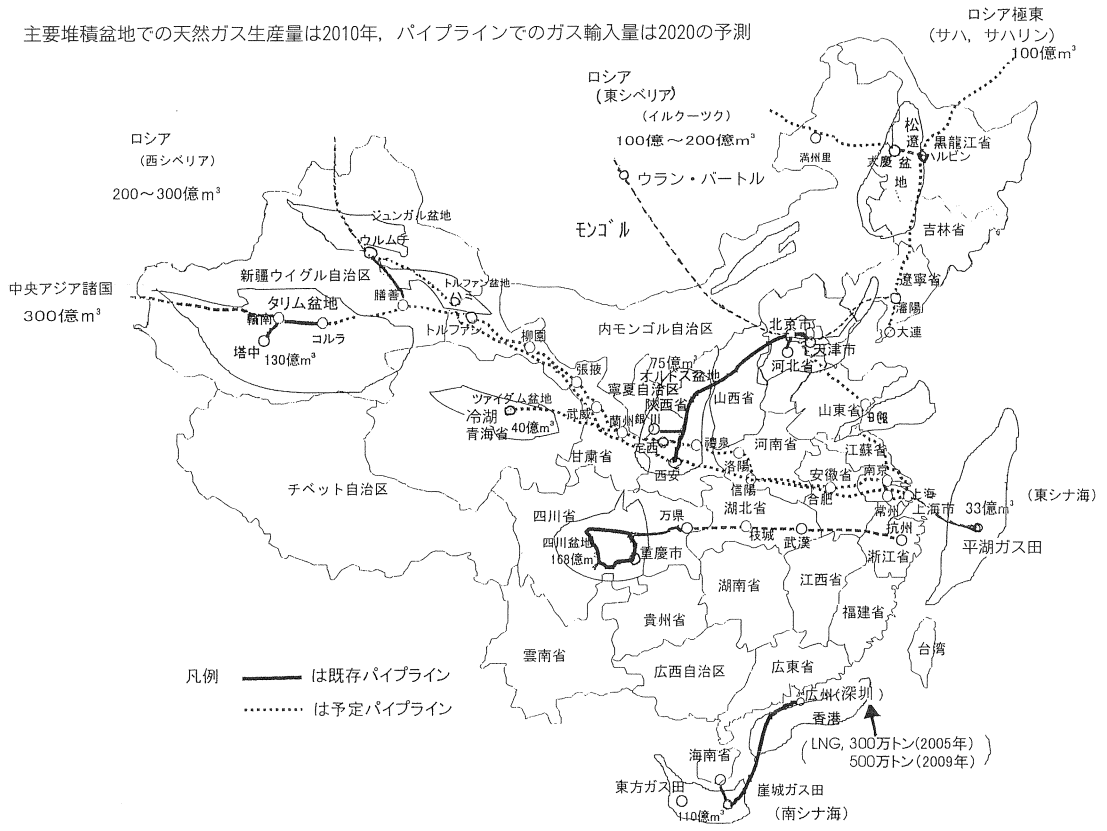 主要堆積盆地での天然ガス生産量は2010年，パイプラインでのガス輸入量は2020の予測
ロシア極東
（サハ，サハリン）
100億m³
ロシア
（東シベリア）
（イルクーツク）
100億～200億m³
ロシア
（西シベリア）
200～300億m³
満州里
大慶
松遼盆地
黒龍江省
ハルビン
ウラン・バートル
モンゴル
吉林省
ジュンガル盆地
ウルムチ
新疆ウイグル自治区
トルファン盆地
ハミ
膳善
トルファン
中央アジア諸国
300億m³
タリム盆地
輪南
コルラ
塔中
130億m³
遼寧省
瀋陽
大連
内モンゴル自治区
北京市
天津市
河北省
柳園
張掖
武威
75億m³
オルドス盆地
寧夏自治区
陝西省
山西省
山東省
日照
ツァイダム盆地
冷湖
青海省
40億m³
蘭州
銀川
定西
禮泉
西安
甘粛省
洛陽
河南省
信陽
安徽省
合肥
江蘇省
南京
常州
上海
上海市
33億m³
（東シナ海）
平湖ガス田
チベット自治区
四川省
四川盆地
168億m³
重慶市
万県
湖北省
枝城
武漢
杭州
浙江省
湖南省
江西省
福建省
貴州省
雲南省
広西自治区
広東省
台湾
広州（深圳）
香港
（LNG, 300万トン（2005年）
500万トン（2009年））
凡例
は既存パイプライン
は予定パイプライン
海南省
東方ガス田
崖城ガス田
110億m³
（南シナ海）